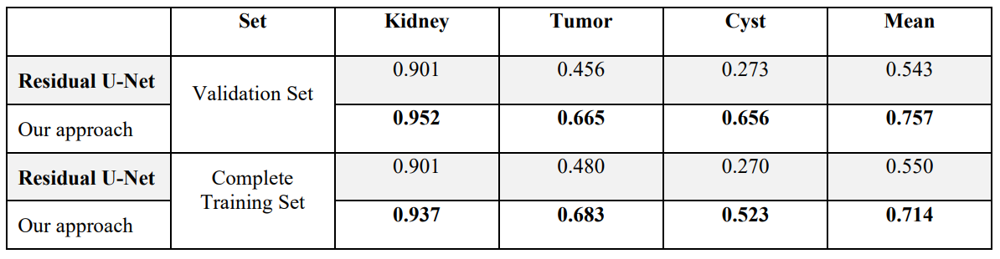 Set Kidney Tumor Cyst Mean
Residual U-Net Validation Set 0.901 0.456 0.273 0.543
Our approach 0.952 0.665 0.656 0.757
Residual U-Net Complete Training Set 0.901 0.480 0.270 0.550
Our approach 0.937 0.683 0.523 0.714